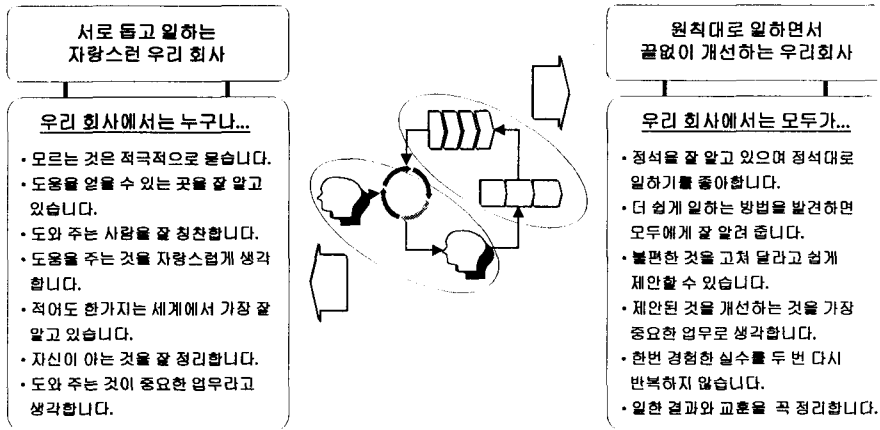 서로 돕고 일하는
자랑스런 우리 회사
우리 회사에서는 누구나...
• 모르는 것은 적극적으로 묻습니다.
• 도움을 얻을 수 있는 곳을 잘 알고
있습니다.
• 도와 주는 사람을 잘 칭찬합니다.
• 도움을 주는 것을 자랑스럽게 생각
합니다.
• 적어도 한가지는 세계에서 가장 잘
알고 있습니다.
• 자신이 아는 것을 잘 정리합니다.
• 도와 주는 것이 중요한 업무라고
생각합니다.
원칙대로 일하면서
끝없이 개선하는 우리회사
우리 회사에서는 모두가...
• 정석을 잘 알고 있으며 정석대로
일하기를 좋아합니다.
• 더 쉽게 일하는 방법을 발견하면
모두에게 잘 알려 줍니다.
• 불편한 것을 고쳐 달라고 쉽게
제안할 수 있습니다.
• 제안된 것을 개선하는 것을 가장
중요한 업무로 생각합니다.
• 한번 경험한 실수를 두 번 다시
반복하지 않습니다.
• 일한 결과와 교훈을 꼭 정리합니다.